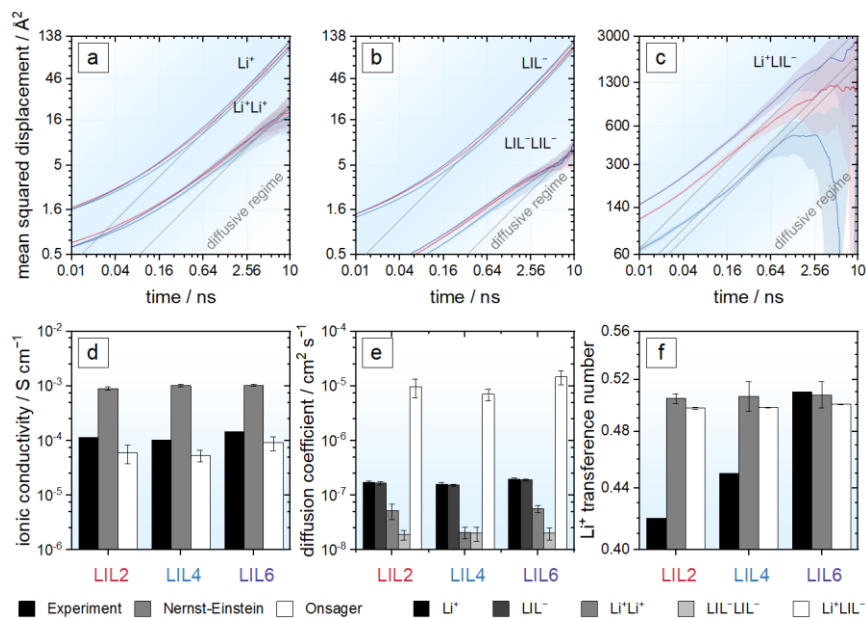 mean squared displacement / Å²
138
46
16
5
1.6
0.5
a
Li⁺
Li⁺Li⁺
diffusive regime
0.01 0.04 0.16 0.64 2.56 10
time / ns
138
46
16
5
1.6
0.5
b
LIL⁻
LIL⁻LIL⁻
diffusive regime
0.01 0.04 0.16 0.64 2.56 10
time / ns
3000
1300
600
300
140
60
c
Li⁺LIL⁻
diffusive regime
0.01 0.04 0.16 0.64 2.56 10
time / ns
ionic conductivity / S cm⁻¹
10⁻²
10⁻³
10⁻⁴
10⁻⁵
10⁻⁶
d
LIL2 LIL4 LIL6
diffusion coefficient / cm² s⁻¹
10⁻⁴
10⁻⁵
10⁻⁶
10⁻⁷
10⁻⁸
e
LIL2 LIL4 LIL6
Li⁺ transference number
0.56
0.52
0.48
0.44
0.40
f
LIL2 LIL4 LIL6
Experiment Nernst-Einstein Onsager Li⁺ LIL⁻ Li⁺Li⁺ LIL⁻LIL⁻ Li⁺LIL⁻